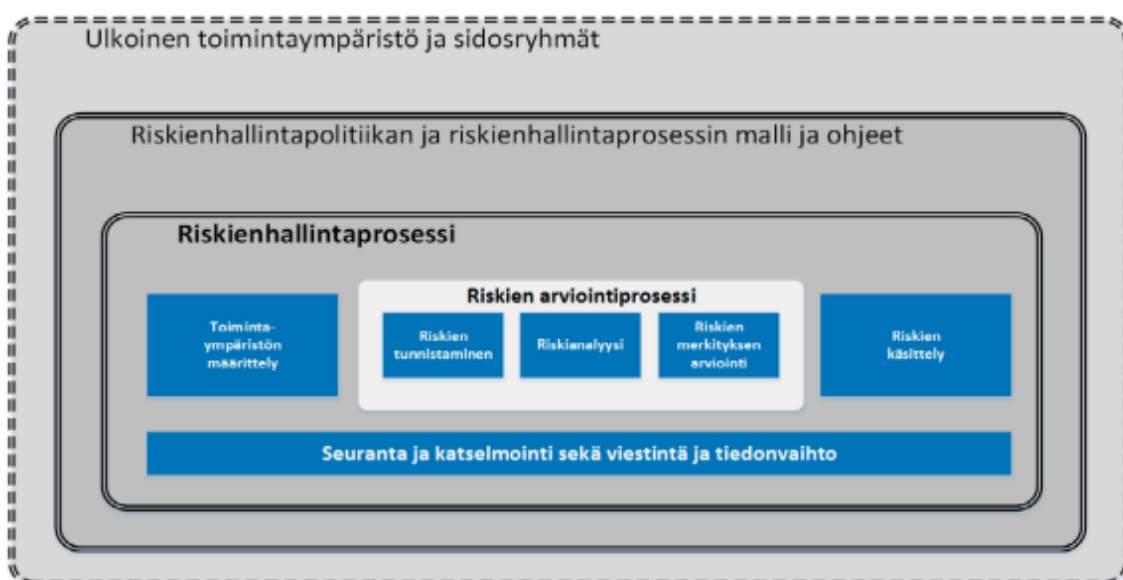 Ulkoinen toimintaympäristö ja sidosryhmät
Riskienhallintapolitiikan ja riskienhallintaprosessin malli ja ohjeet
Riskienhallintaprosessi
Toiminta-
ympäristön
määrittely
Riskien arviointiprosessi
Riskien
tunnistaminen
Riskianalyysi
Riskien
merkityksen
arviointi
Riskien
käsittely
Seuranta ja katselmointi sekä viestintä ja tiedonvaihto